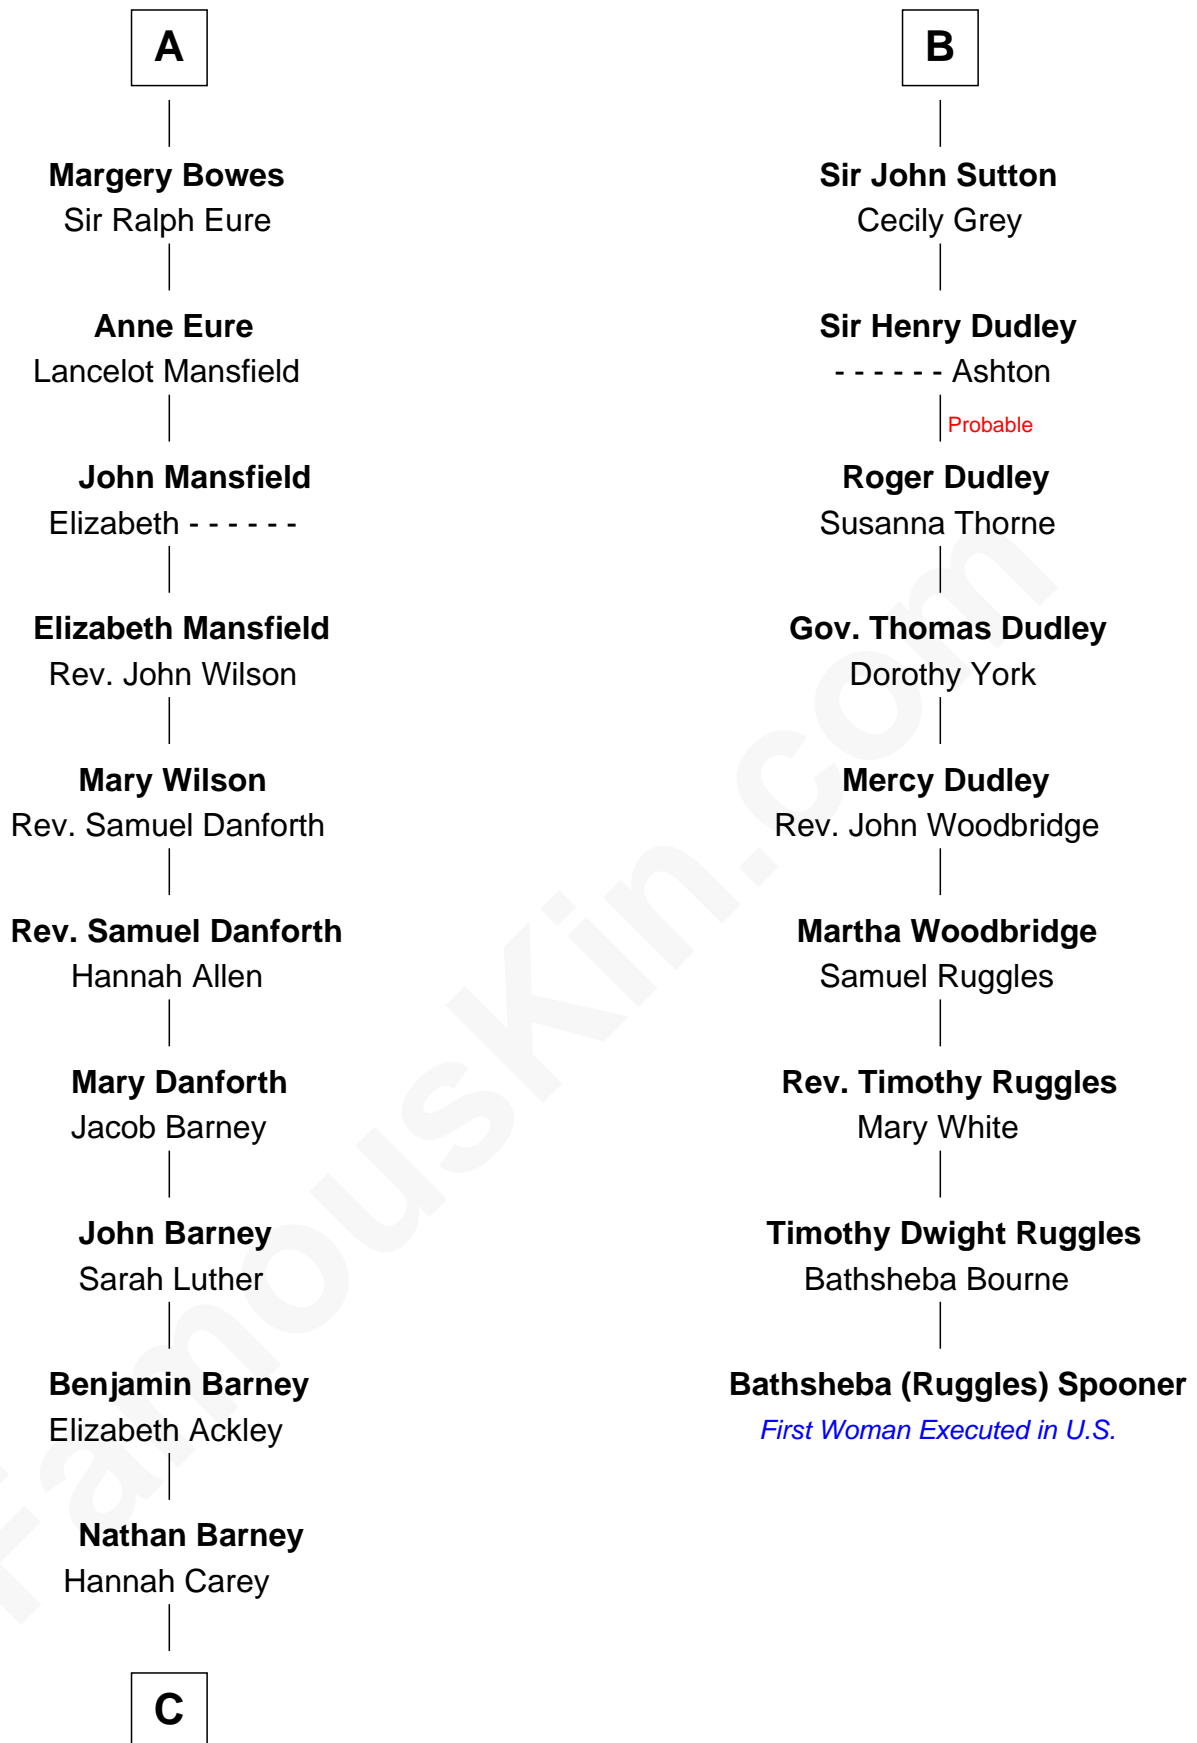 A
Margery Bowes
Sir Ralph Eure
Anne Eure
Lancelot Mansfield
John Mansfield
Elizabeth - - - - - -
Elizabeth Mansfield
Rev. John Wilson
Mary Wilson
Rev. Samuel Danforth
Rev. Samuel Danforth
Hannah Allen
Mary Danforth
Jacob Barney
John Barney
Sarah Luther
Benjamin Barney
Elizabeth Ackley
Nathan Barney
Hannah Carey
C
B
Sir John Sutton
Cecily Grey
Sir Henry Dudley
- - - - - - Ashton
Probable
Roger Dudley
Susanna Thorne
Gov. Thomas Dudley
Dorothy York
Mercy Dudley
Rev. John Woodbridge
Martha Woodbridge
Samuel Ruggles
Rev. Timothy Ruggles
Mary White
Timothy Dwight Ruggles
Bathsheba Bourne
Bathsheba (Ruggles) Spooner
First Woman Executed in U.S.
FamousKin.com